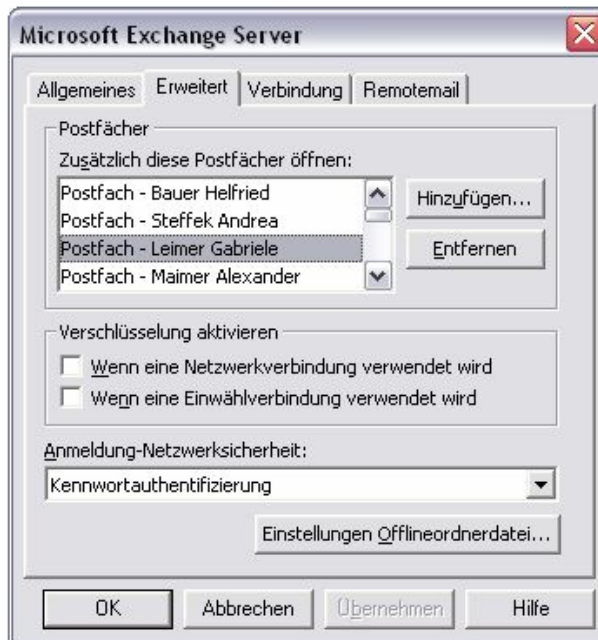 Microsoft Exchange Server
Allgemeines Erweitert Verbindung Remotemail
Postfächer
Zusätzlich diese Postfächer öffnen:
Postfach - Bauer Helfried
Postfach - Steffek Andrea
Postfach - Leimer Gabriele
Postfach - Maimer Alexander
Hinzufügen...
Entfernen
Verschlüsselung aktivieren
Wenn eine Netzwerkverbindung verwendet wird
Wenn eine Einwählverbindung verwendet wird
Anmeldung-Netzwerksicherheit:
Kennwortauthentifizierung
Einstellungen Offlineordnerdatei...
OK Abbrechen Übernehmen Hilfe